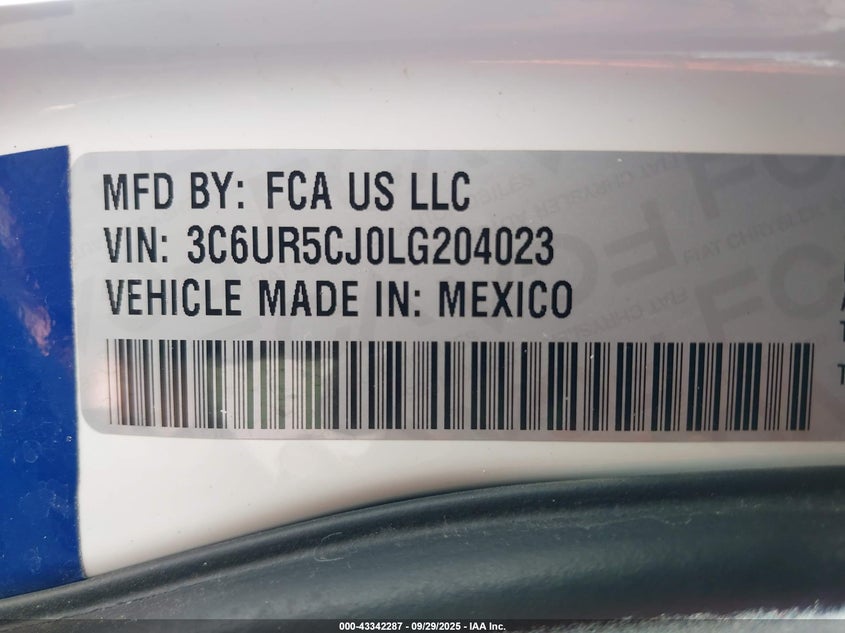 MFD BY: FCA US LLC
VIN: 3C6UR5CJ0LG204023
VEHICLE MADE IN: MEXICO
000-43342287 - 09/29/2025 - IAA Inc.